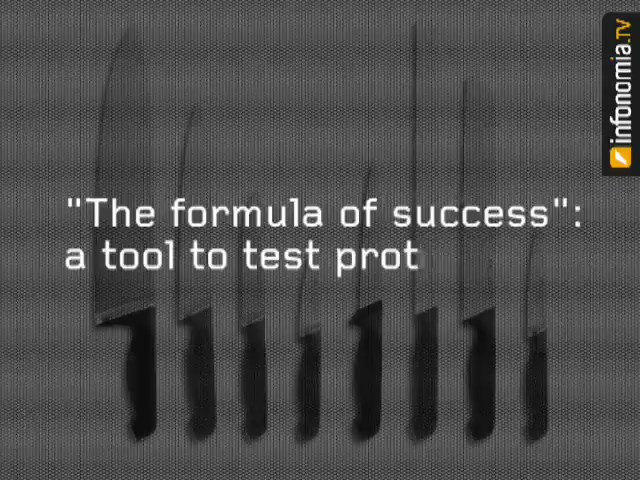 "The formula of success":
a tool to test prot
infonomia.TV